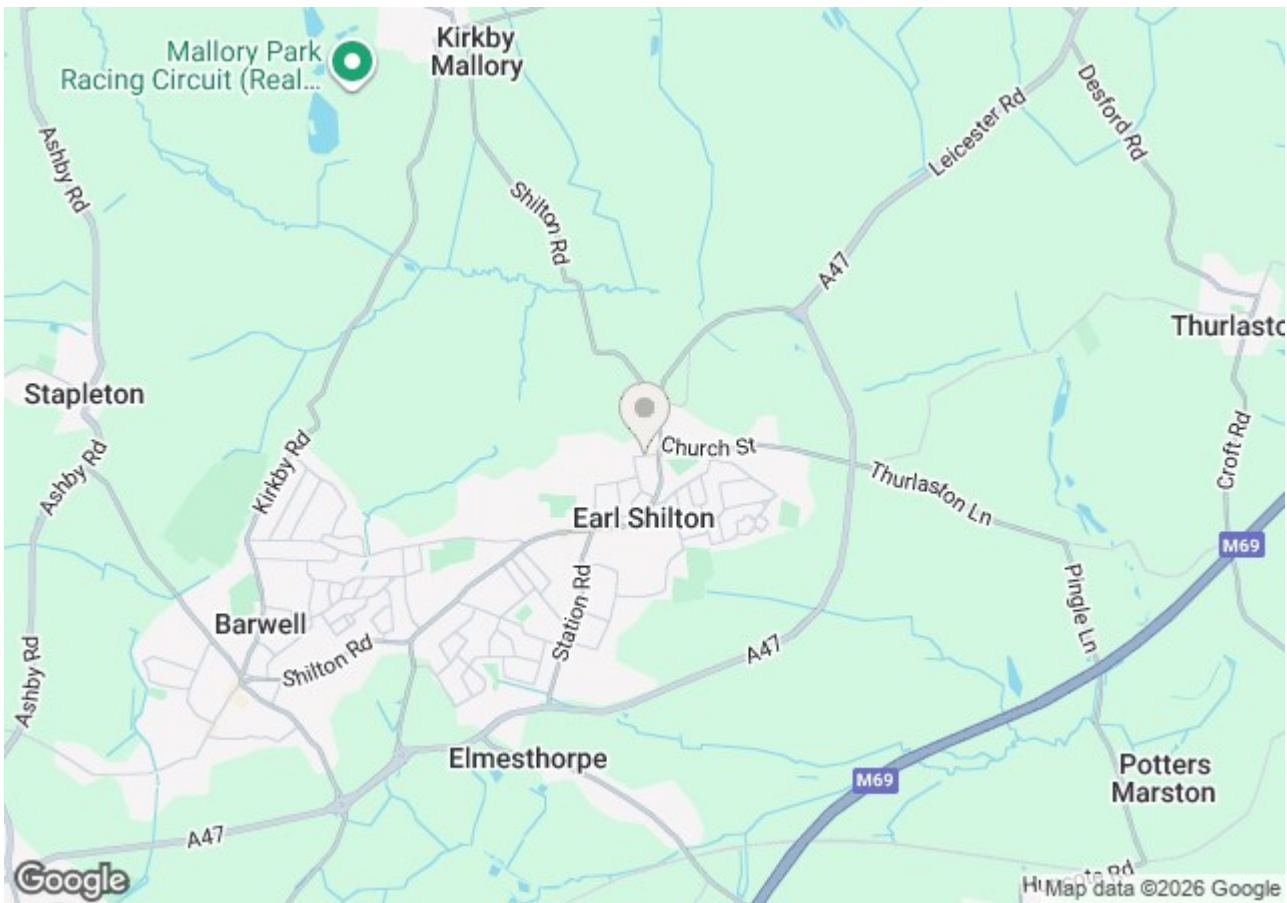 Kirkby
Mallory
Mallory Park
Racing Circuit (Real...
Ashby Rd
Shilton Rd
Leicester Rd
Desford Rd
A47
Thurlasto
Stapleton
Kirkby Rd
Church St
Thurlaston Ln
Croft Rd
Ashby Rd
Earl Shilton
M69
Pingle Ln
Station Rd
Barwell
Shilton Rd
A47
Ashby Rd
Elmesthorpe
M69
Potters
Marston
A47
Google
Rd
Map data ©2026 Google